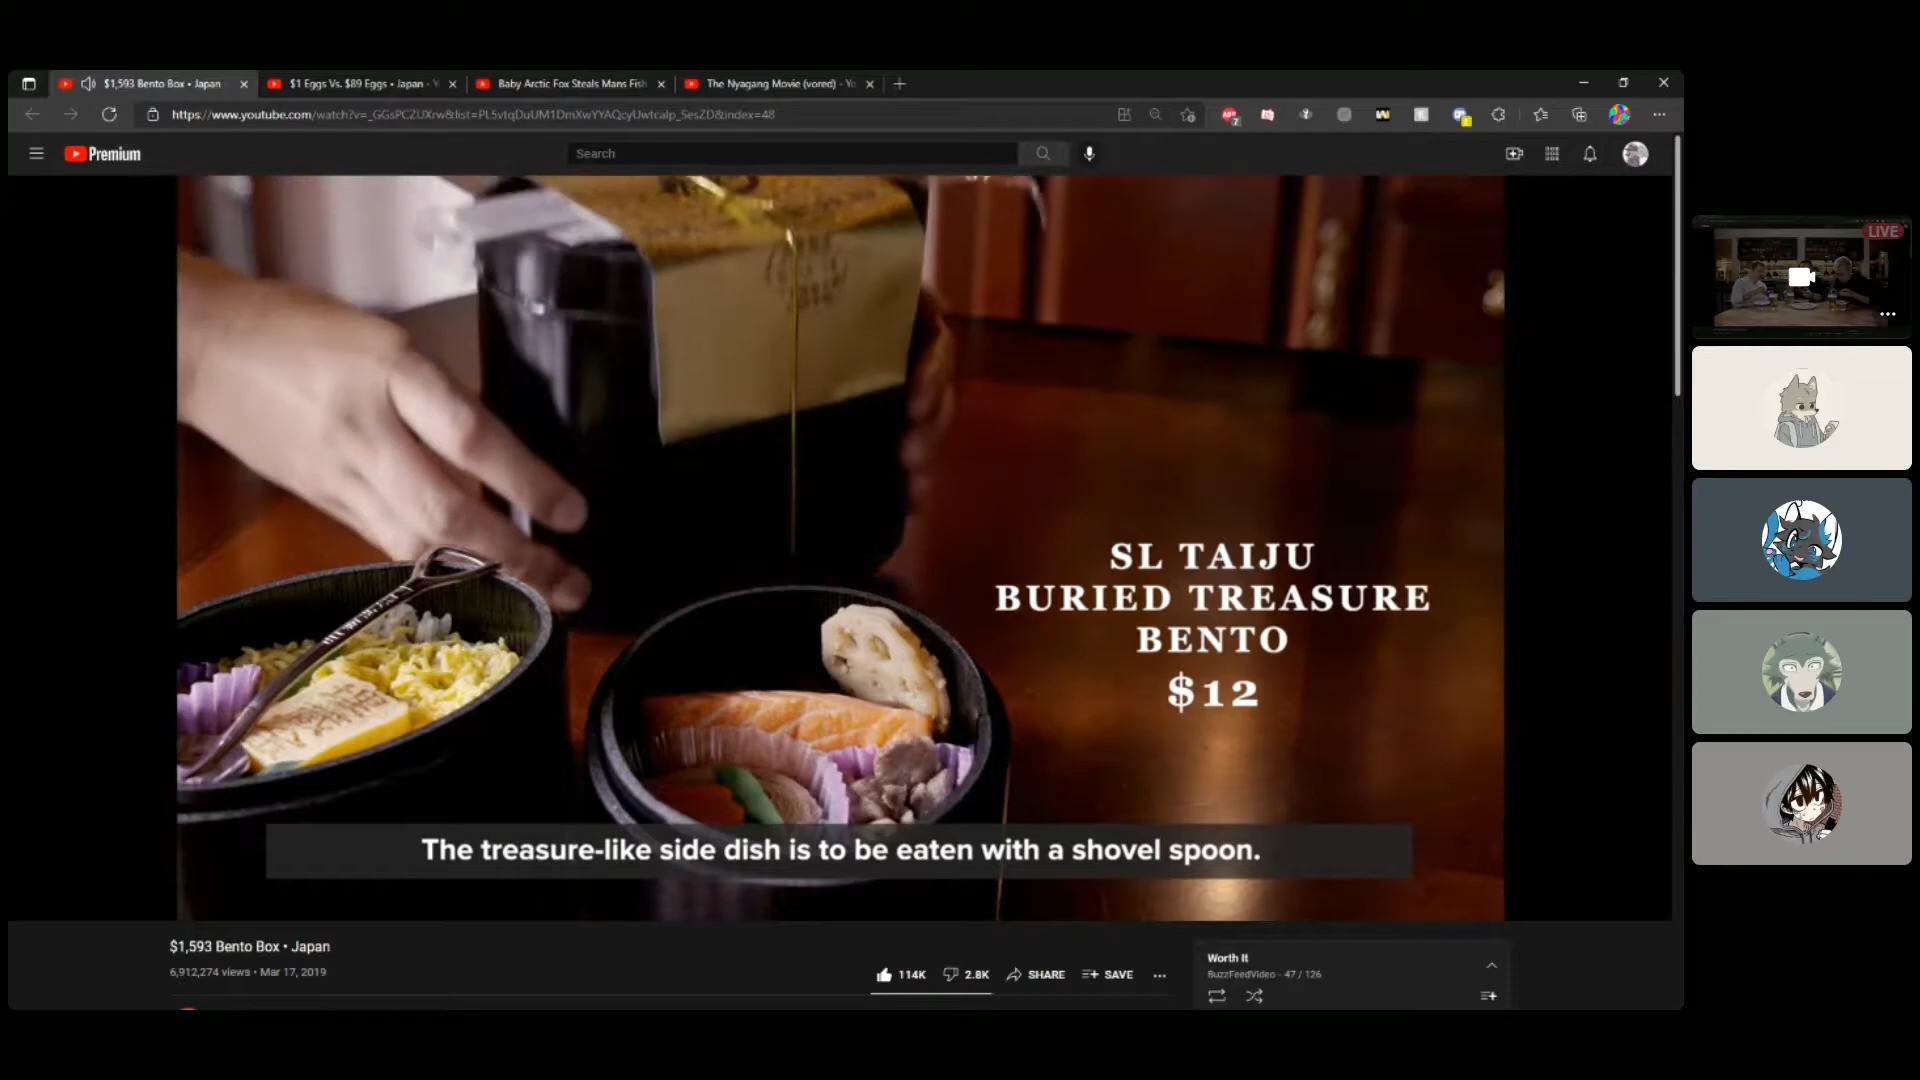 $1,593 Bento Box • Japan
$1 Eggs Vs. $89 Eggs • Japan - Y
Baby Arctic Fox Steals Mans Fish
The Nyagang Movie (vored) - Yo
https://www.youtube.com/watch?v=_GGsPCZUXrw&list=PL5vtqDuUM1DmXwYYAQcyUwtcalp_SesZD&index=48
7
Premium
Search
LIVE
SL TAIJU
BURIED TREASURE
BENTO
$12
The treasure-like side dish is to be eaten with a shovel spoon.
$1,593 Bento Box • Japan
6,912,274 views • Mar 17, 2019
114K
2.8K
SHARE
SAVE
Worth It
BuzzFeedVideo - 47 / 126